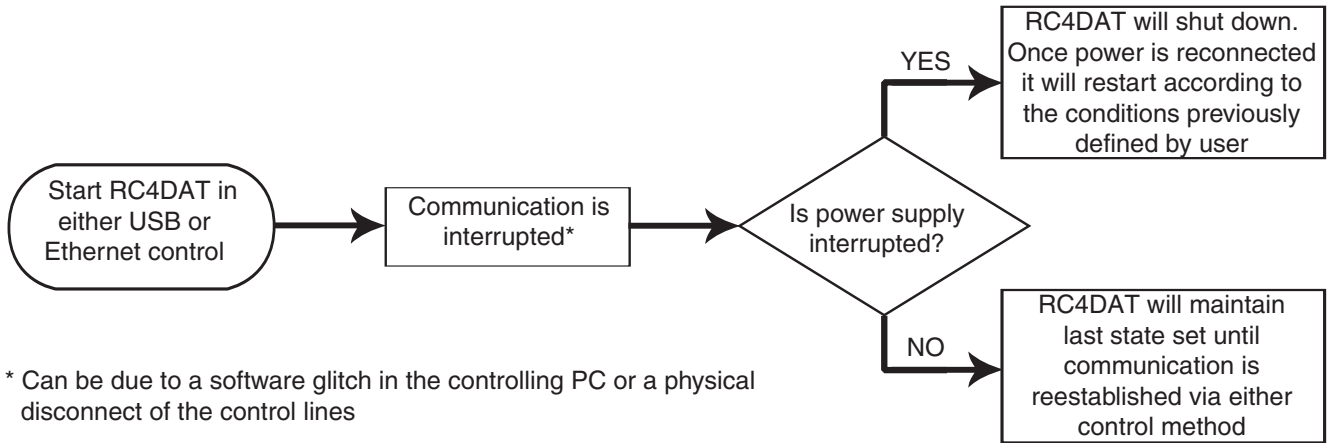 Start RC4DAT in
either USB or
Ethernet control
Communication is
interrupted*
Is power supply
interrupted?
YES
RC4DAT will shut down.
Once power is reconnected
it will restart according to
the conditions previously
defined by user
NO
RC4DAT will maintain
last state set until
communication is
reestablished via either
control method
* Can be due to a software glitch in the controlling PC or a physical
disconnect of the control lines